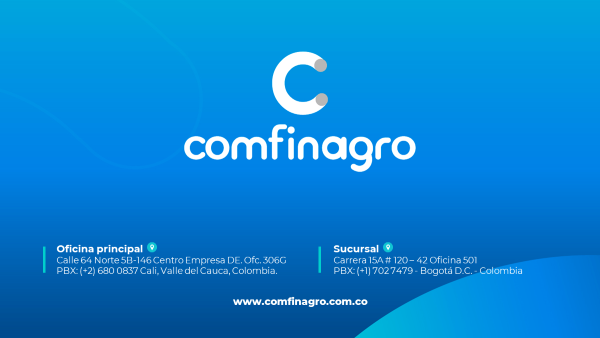 comfinagro
Oficina principal
Calle 64 Norte 5B-146 Centro Empresa DE. Ofc. 306G
PBX: (+2) 680 0837 Cali, Valle del Cauca, Colombia.
Sucursal
Carrera 15A # 120 – 42 Oficina 501
PBX: (+1) 702 7479 - Bogotá D.C. - Colombia
www.comfinagro.com.co